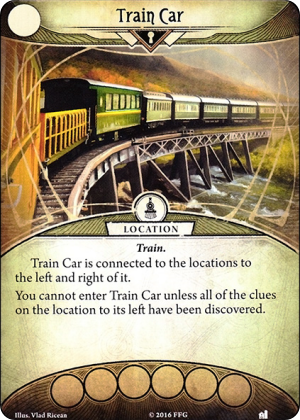 Train Car
LOCATION
Train.
Train Car is connected to the locations to
the left and right of it.
You cannot enter Train Car unless all of the clues
on the location to its left have been discovered.
Illus. Vlad Ricean
© 2016 FFG